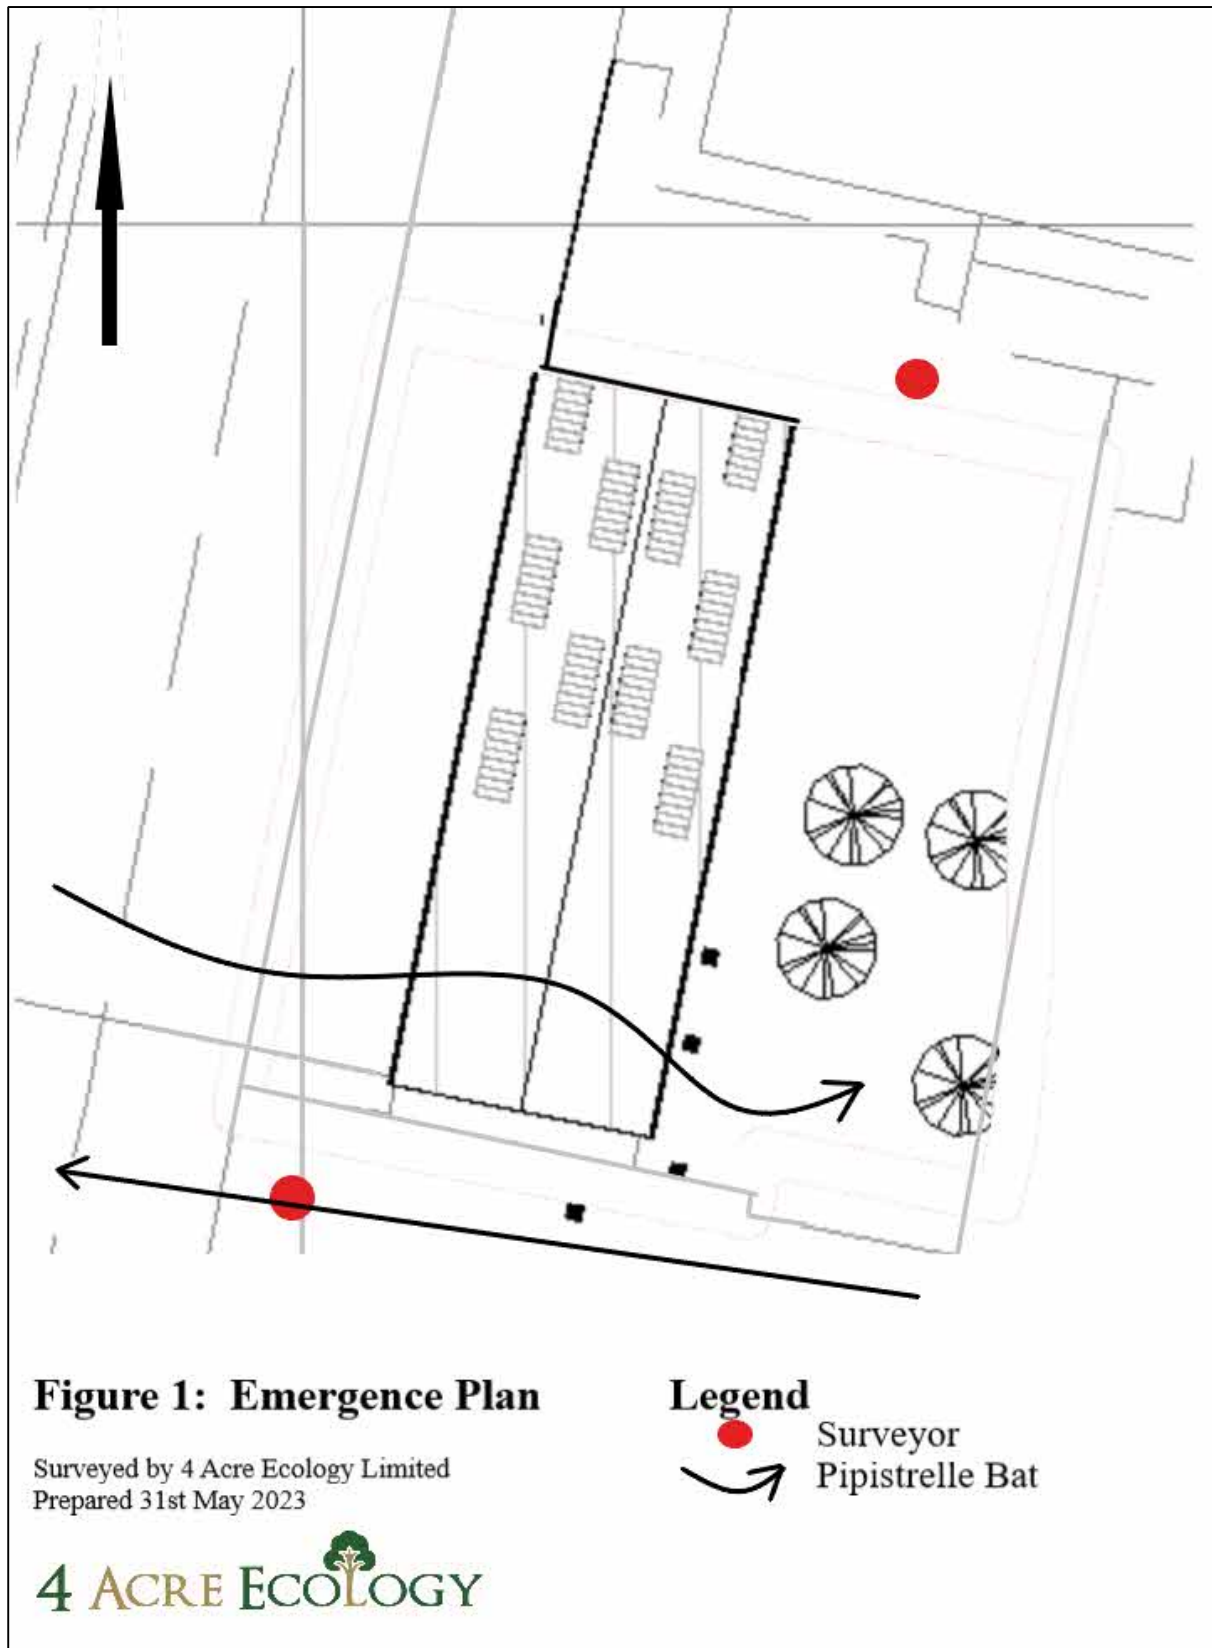 Figure 1: Emergence Plan
Surveyed by 4 Acre Ecology Limited
Prepared 31st May 2023
Legend
Surveyor
Pipistrelle Bat
4 ACRE ECOLOGY